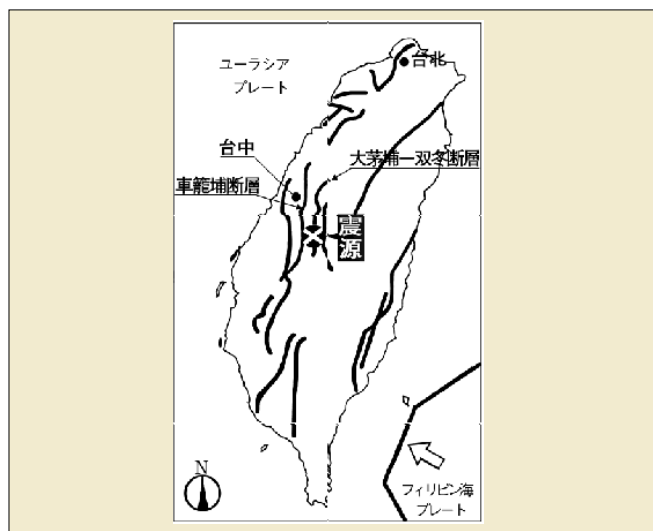 台北
ユーラシア
プレート
台中
大茅埔一双冬断層
車籠埔断層
震
源
N
フィリピン海
プレート